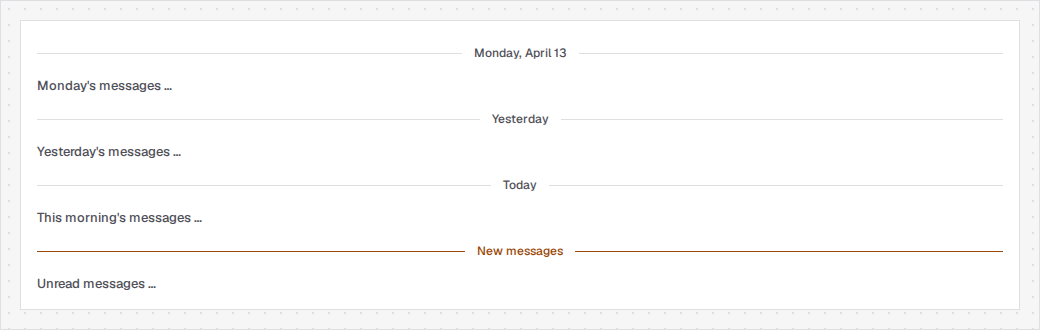 Monday, April 13
Monday's messages …
Yesterday
Yesterday's messages …
Today
This morning's messages …
New messages
Unread messages …